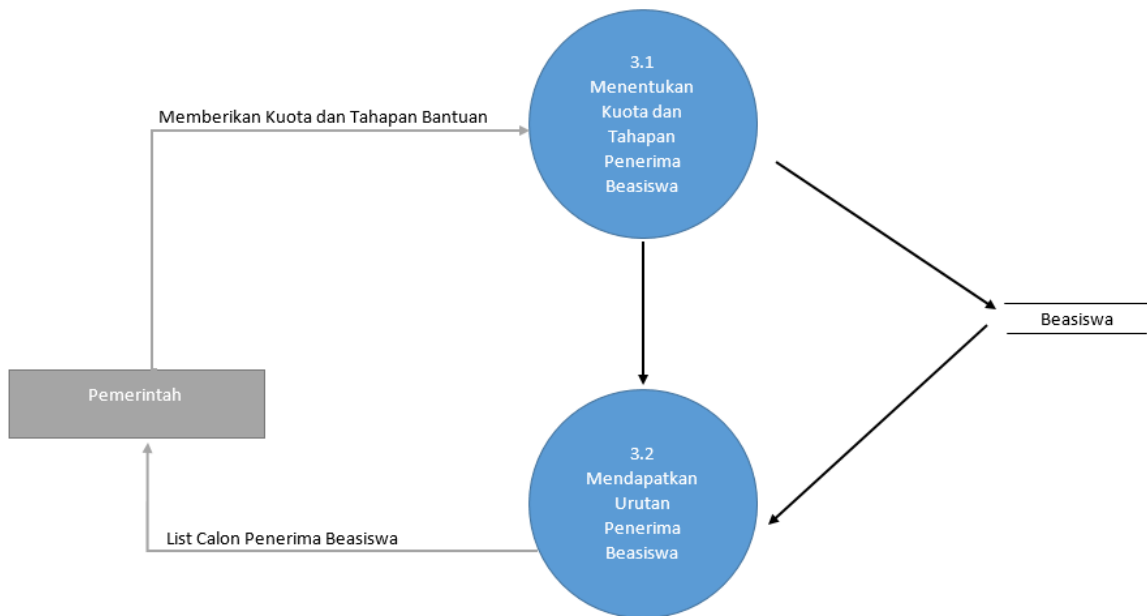 3.1
Menentukan
Kuota dan
Tahapan
Penerima
Beasiswa
Memberikan Kuota dan Tahapan Bantuan
Beasiswa
Pemerintah
3.2
Mendapatkan
Urutan
Penerima
Beasiswa
List Calon Penerima Beasiswa